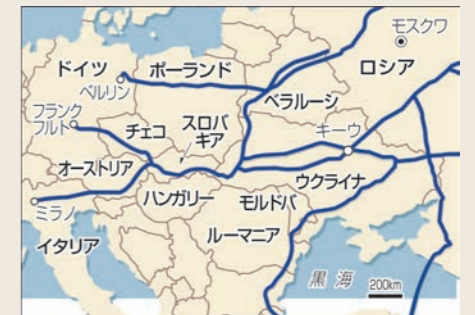 モスクワ
ドイツ
ポーランド
ロシア
ベルリン
ベラルーシ
フランク
フルト
チェコ
スロバ
キア
キーウ
オーストリア
ウクライナ
ハンガリー
モルドバ
ミラノ
ルーマニア
イタリア
黒海
200km